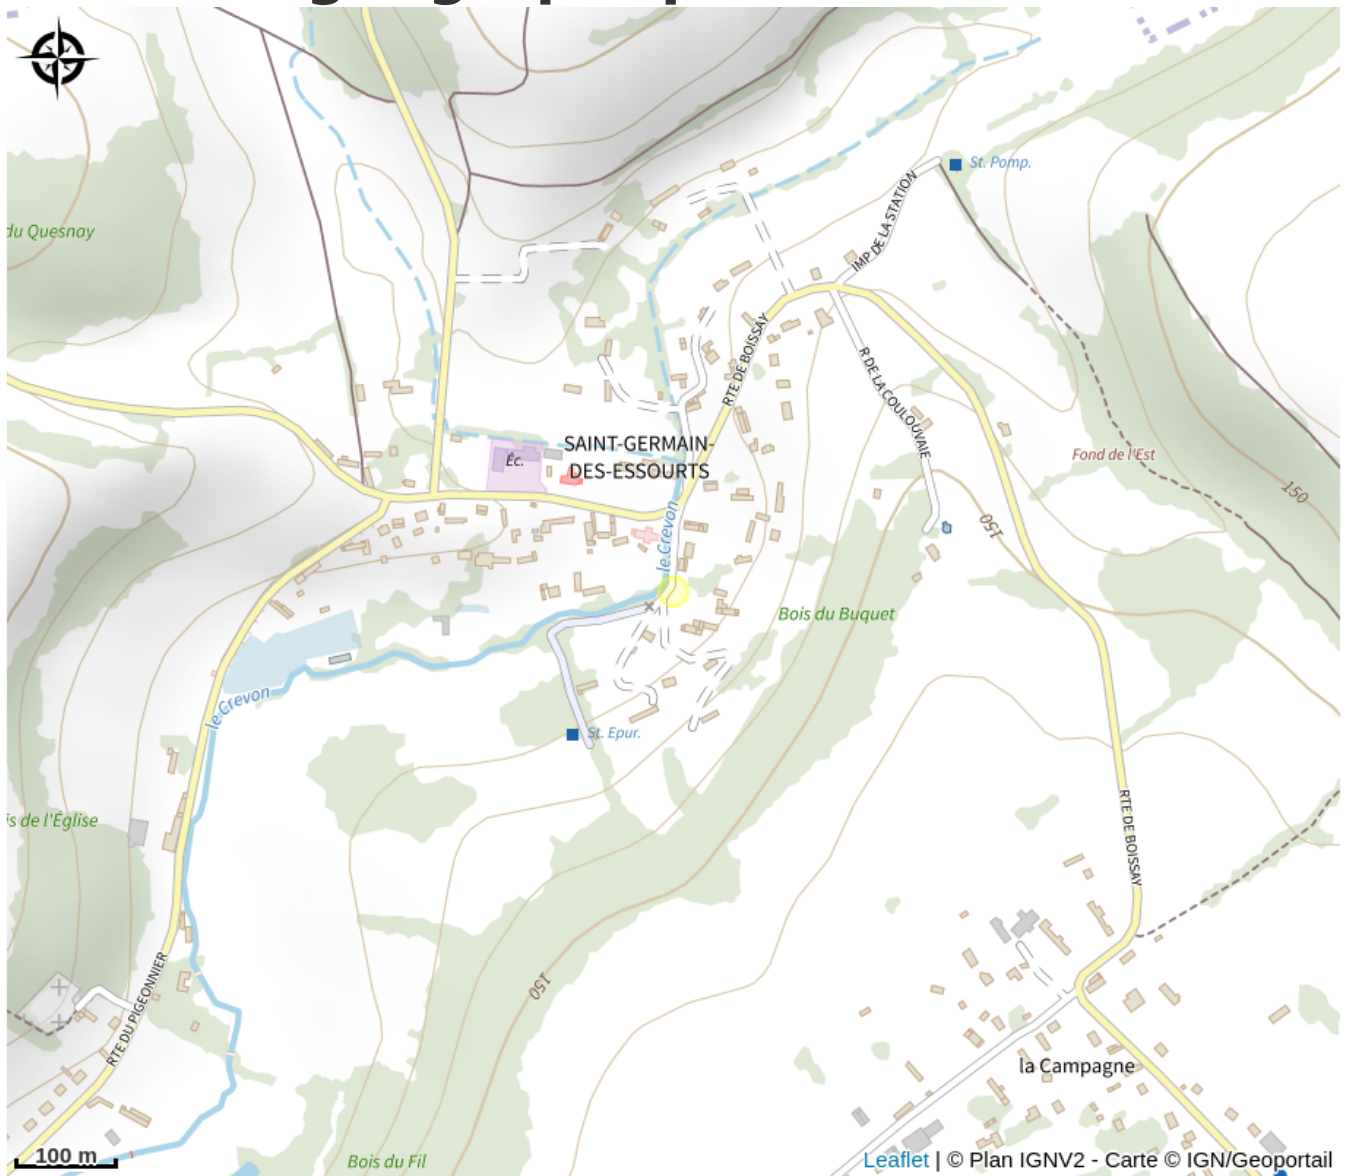 St. Pomp.
IMP DE LA STATION
du Quesnay
RTE DE BOISSAY
R DE LA COULOUVAIE
SAINT-GERMAIN-
DES-ESSOURTS
Éc.
Fond de l'Est
150
150
le Crevon
Bois du Buquet
le Crevon
St. Epur.
is de l'Église
RTE DE BOISSAY
150
RTE DU PIGEONNIER
la Campagne
100 m
Bois du Fil
Leaflet | © Plan IGNV2 - Carte © IGN/Geoportail